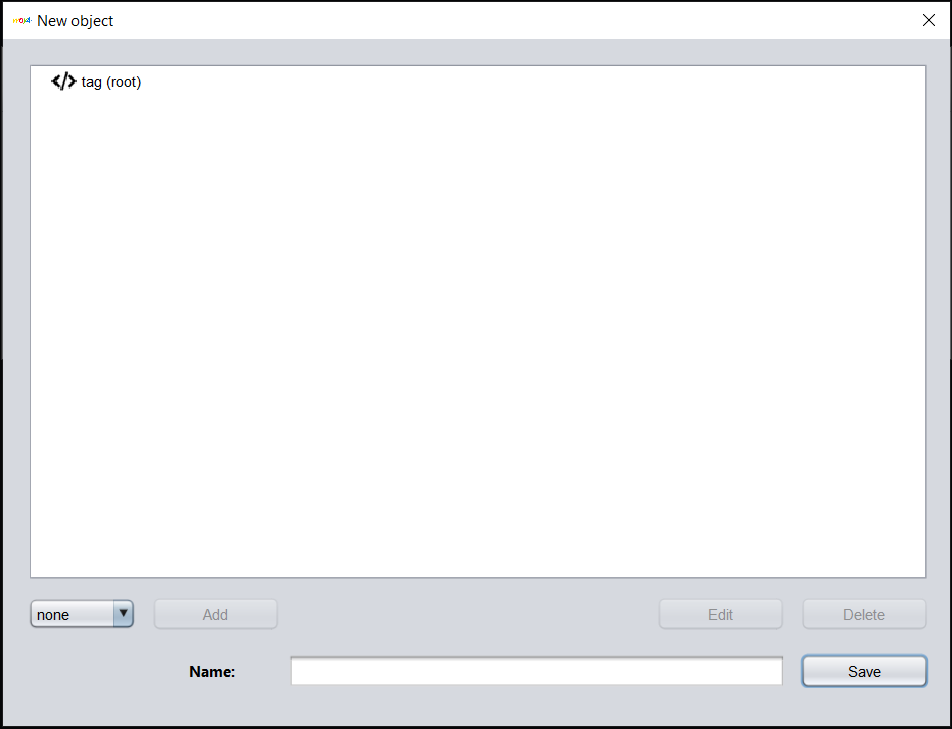 New object
tag (root)
none
Add
Edit
Delete
Name:
Save